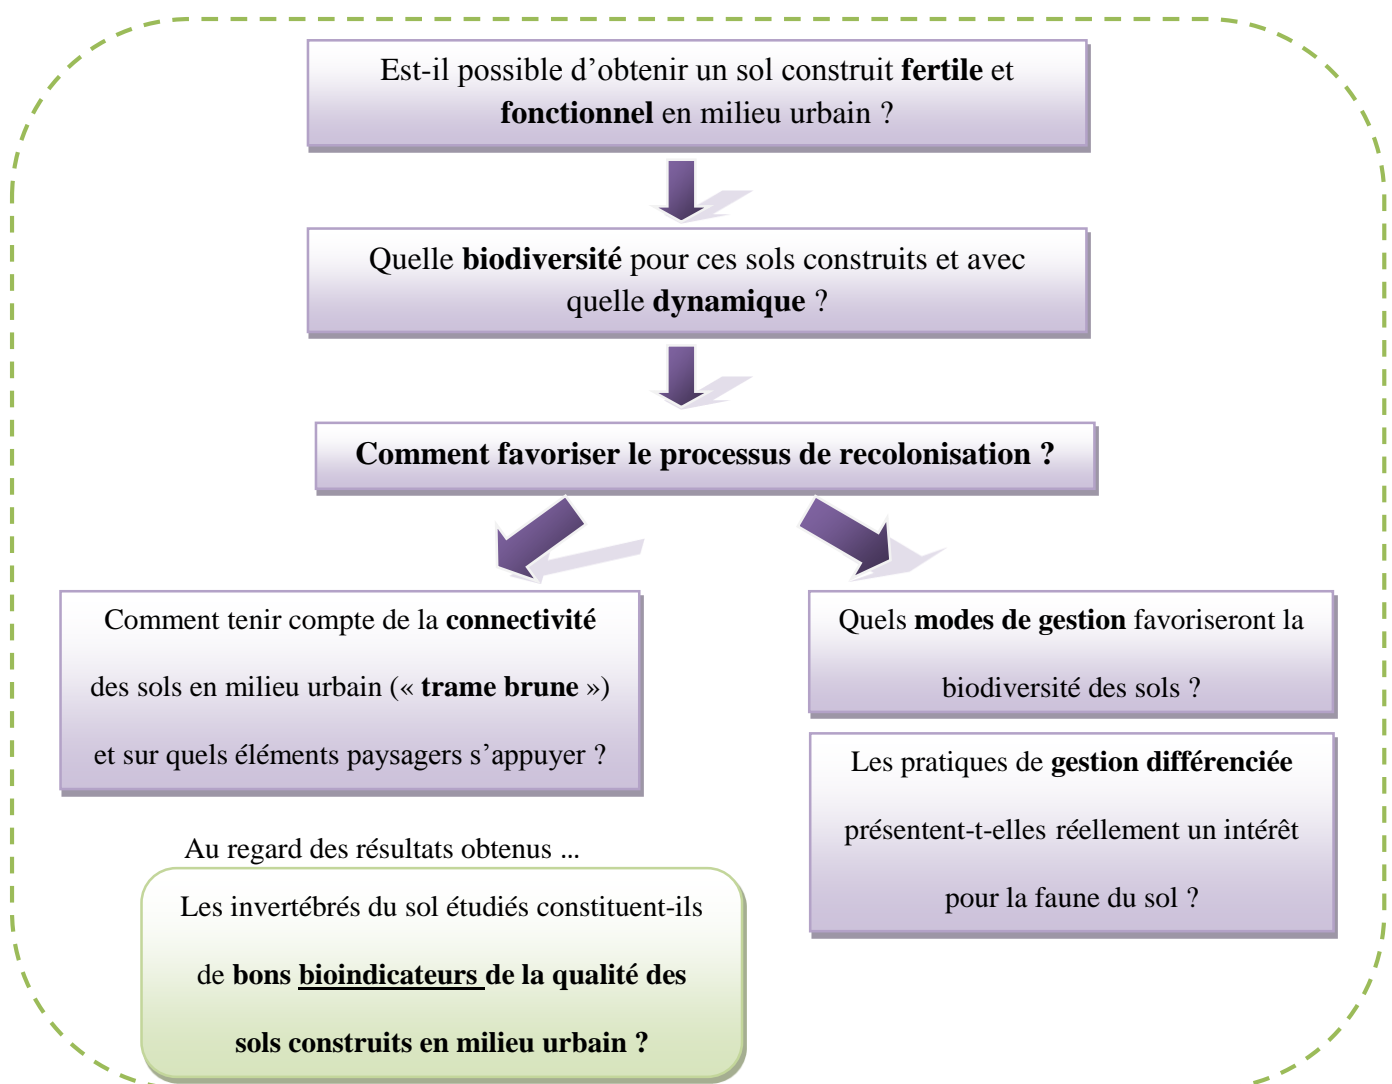 Est-il possible d’obtenir un sol construit fertile et
fonctionnel en milieu urbain ?
Quelle biodiversité pour ces sols construits et avec
quelle dynamique ?
Comment favoriser le processus de recolonisation ?
Comment tenir compte de la connectivité
des sols en milieu urbain (« trame brune »)
et sur quels éléments paysagers s’appuyer ?
Quels modes de gestion favoriseront la
biodiversité des sols ?
Les pratiques de gestion différenciée
présentent-t-elles réellement un intérêt
pour la faune du sol ?
Au regard des résultats obtenus ...
Les invertébrés du sol étudiés constituent-ils
de bons bioindicateurs de la qualité des
sols construits en milieu urbain ?